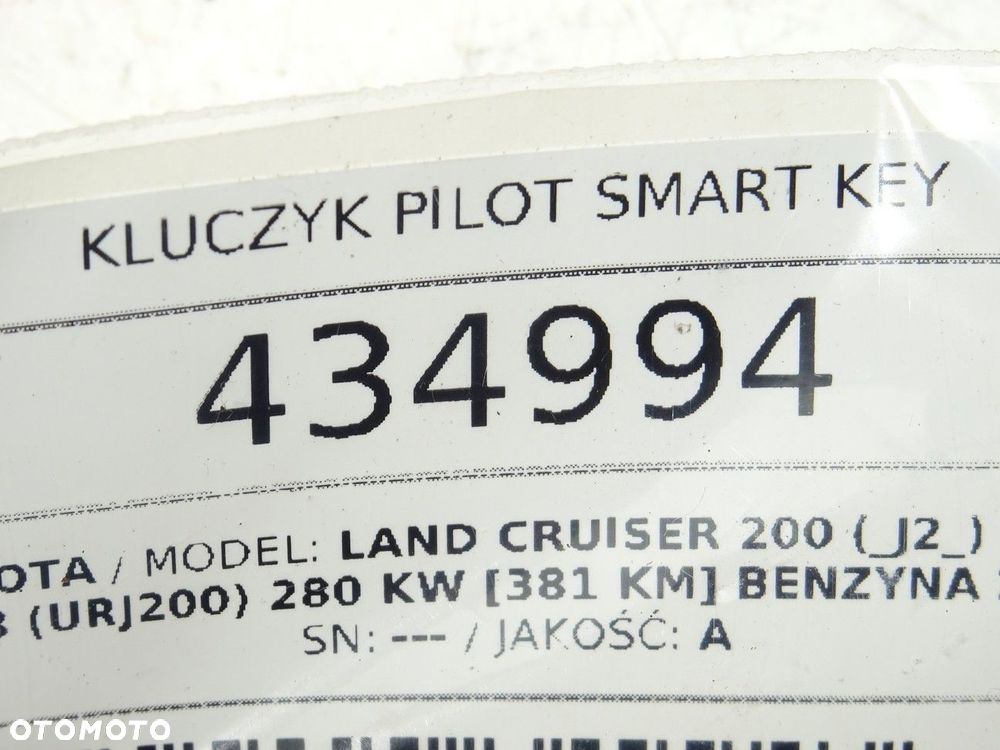 KLUCZYK PILOT SMART KEY
434994
OTA / MODEL: LAND CRUISER 200 (_J2_)
(URJ200) 280 KW [381 KM] BENZYNA
SN: --- / JAKOŚĆ: A
OTOMOTO